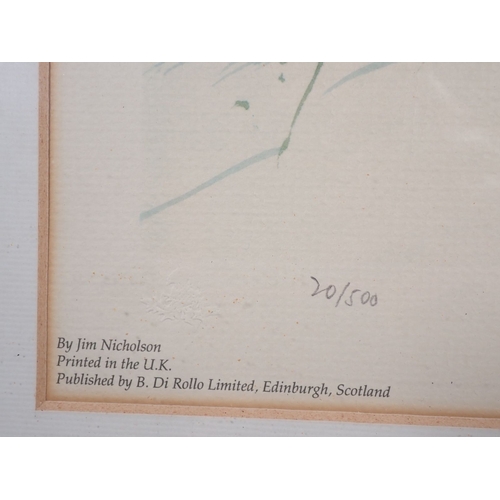 20/500
By Jim Nicholson
Printed in the U.K.
Published by B. Di Rollo Limited, Edinburgh, Scotland